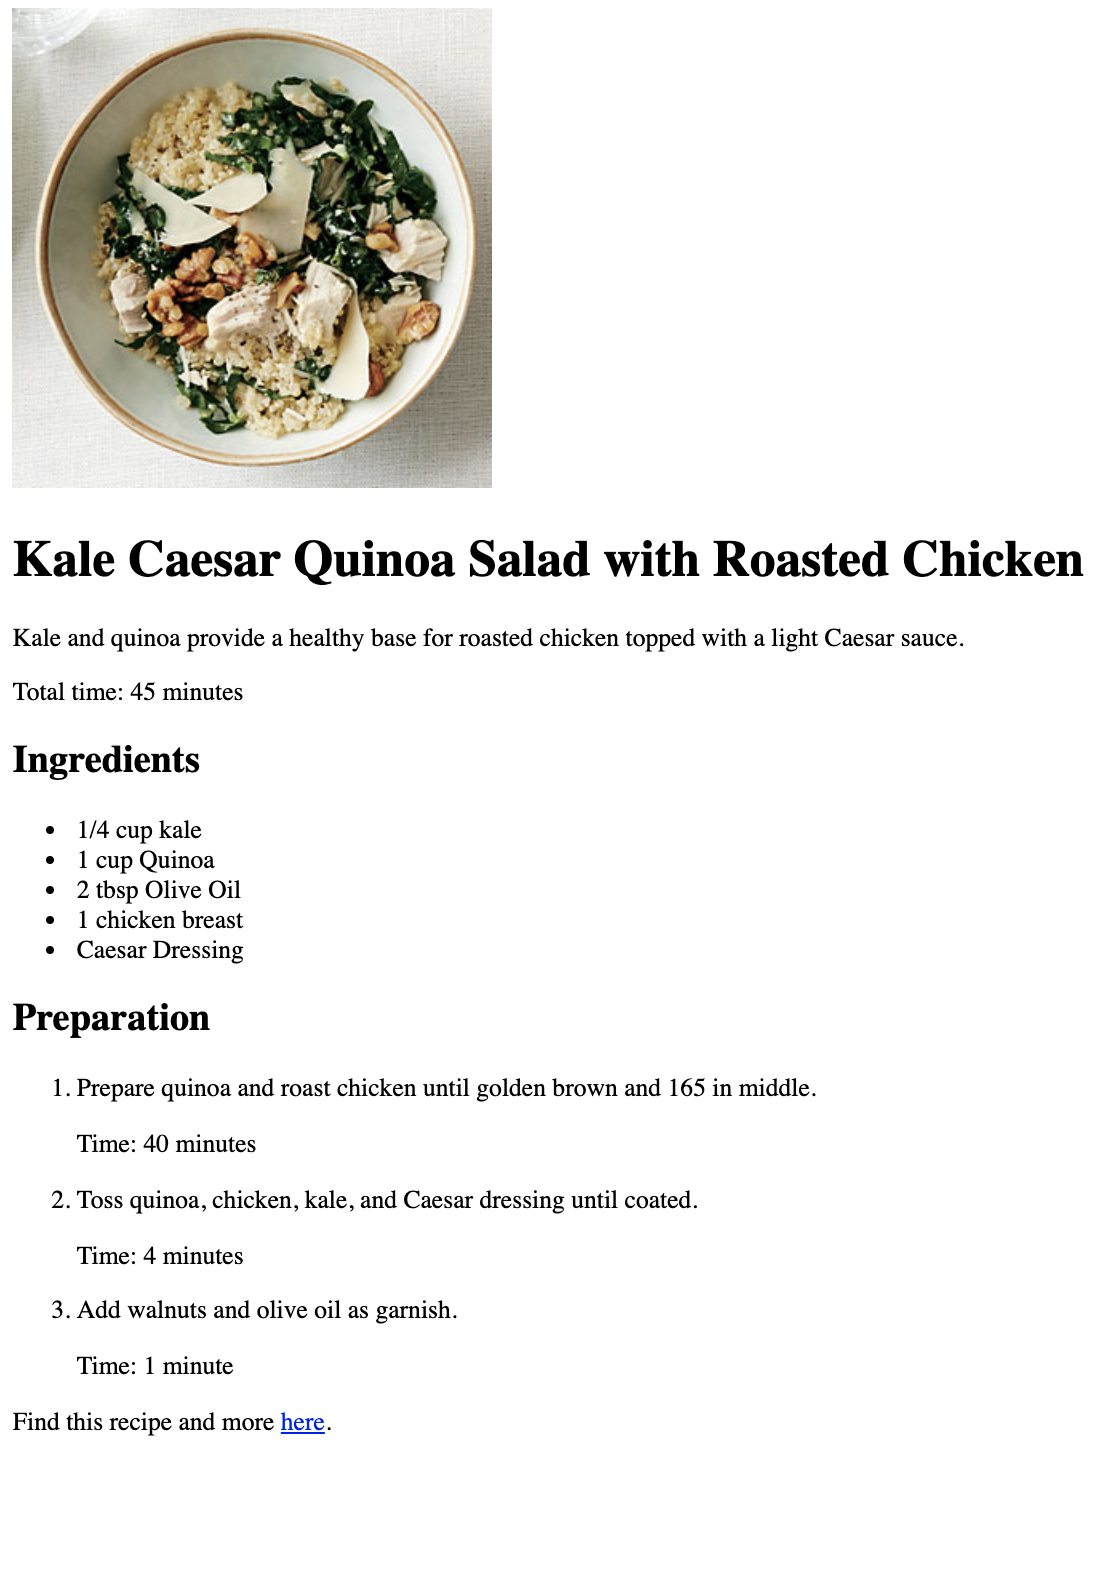 Kale Caesar Quinoa Salad with Roasted Chicken
Kale and quinoa provide a healthy base for roasted chicken topped with a light Caesar sauce.
Total time: 45 minutes
Ingredients
• 1/4 cup kale
• 1 cup Quinoa
• 2 tbsp Olive Oil
• 1 chicken breast
• Caesar Dressing
Preparation
1. Prepare quinoa and roast chicken until golden brown and 165 in middle.
Time: 40 minutes
2. Toss quinoa, chicken, kale, and Caesar dressing until coated.
Time: 4 minutes
3. Add walnuts and olive oil as garnish.
Time: 1 minute
Find this recipe and more here.